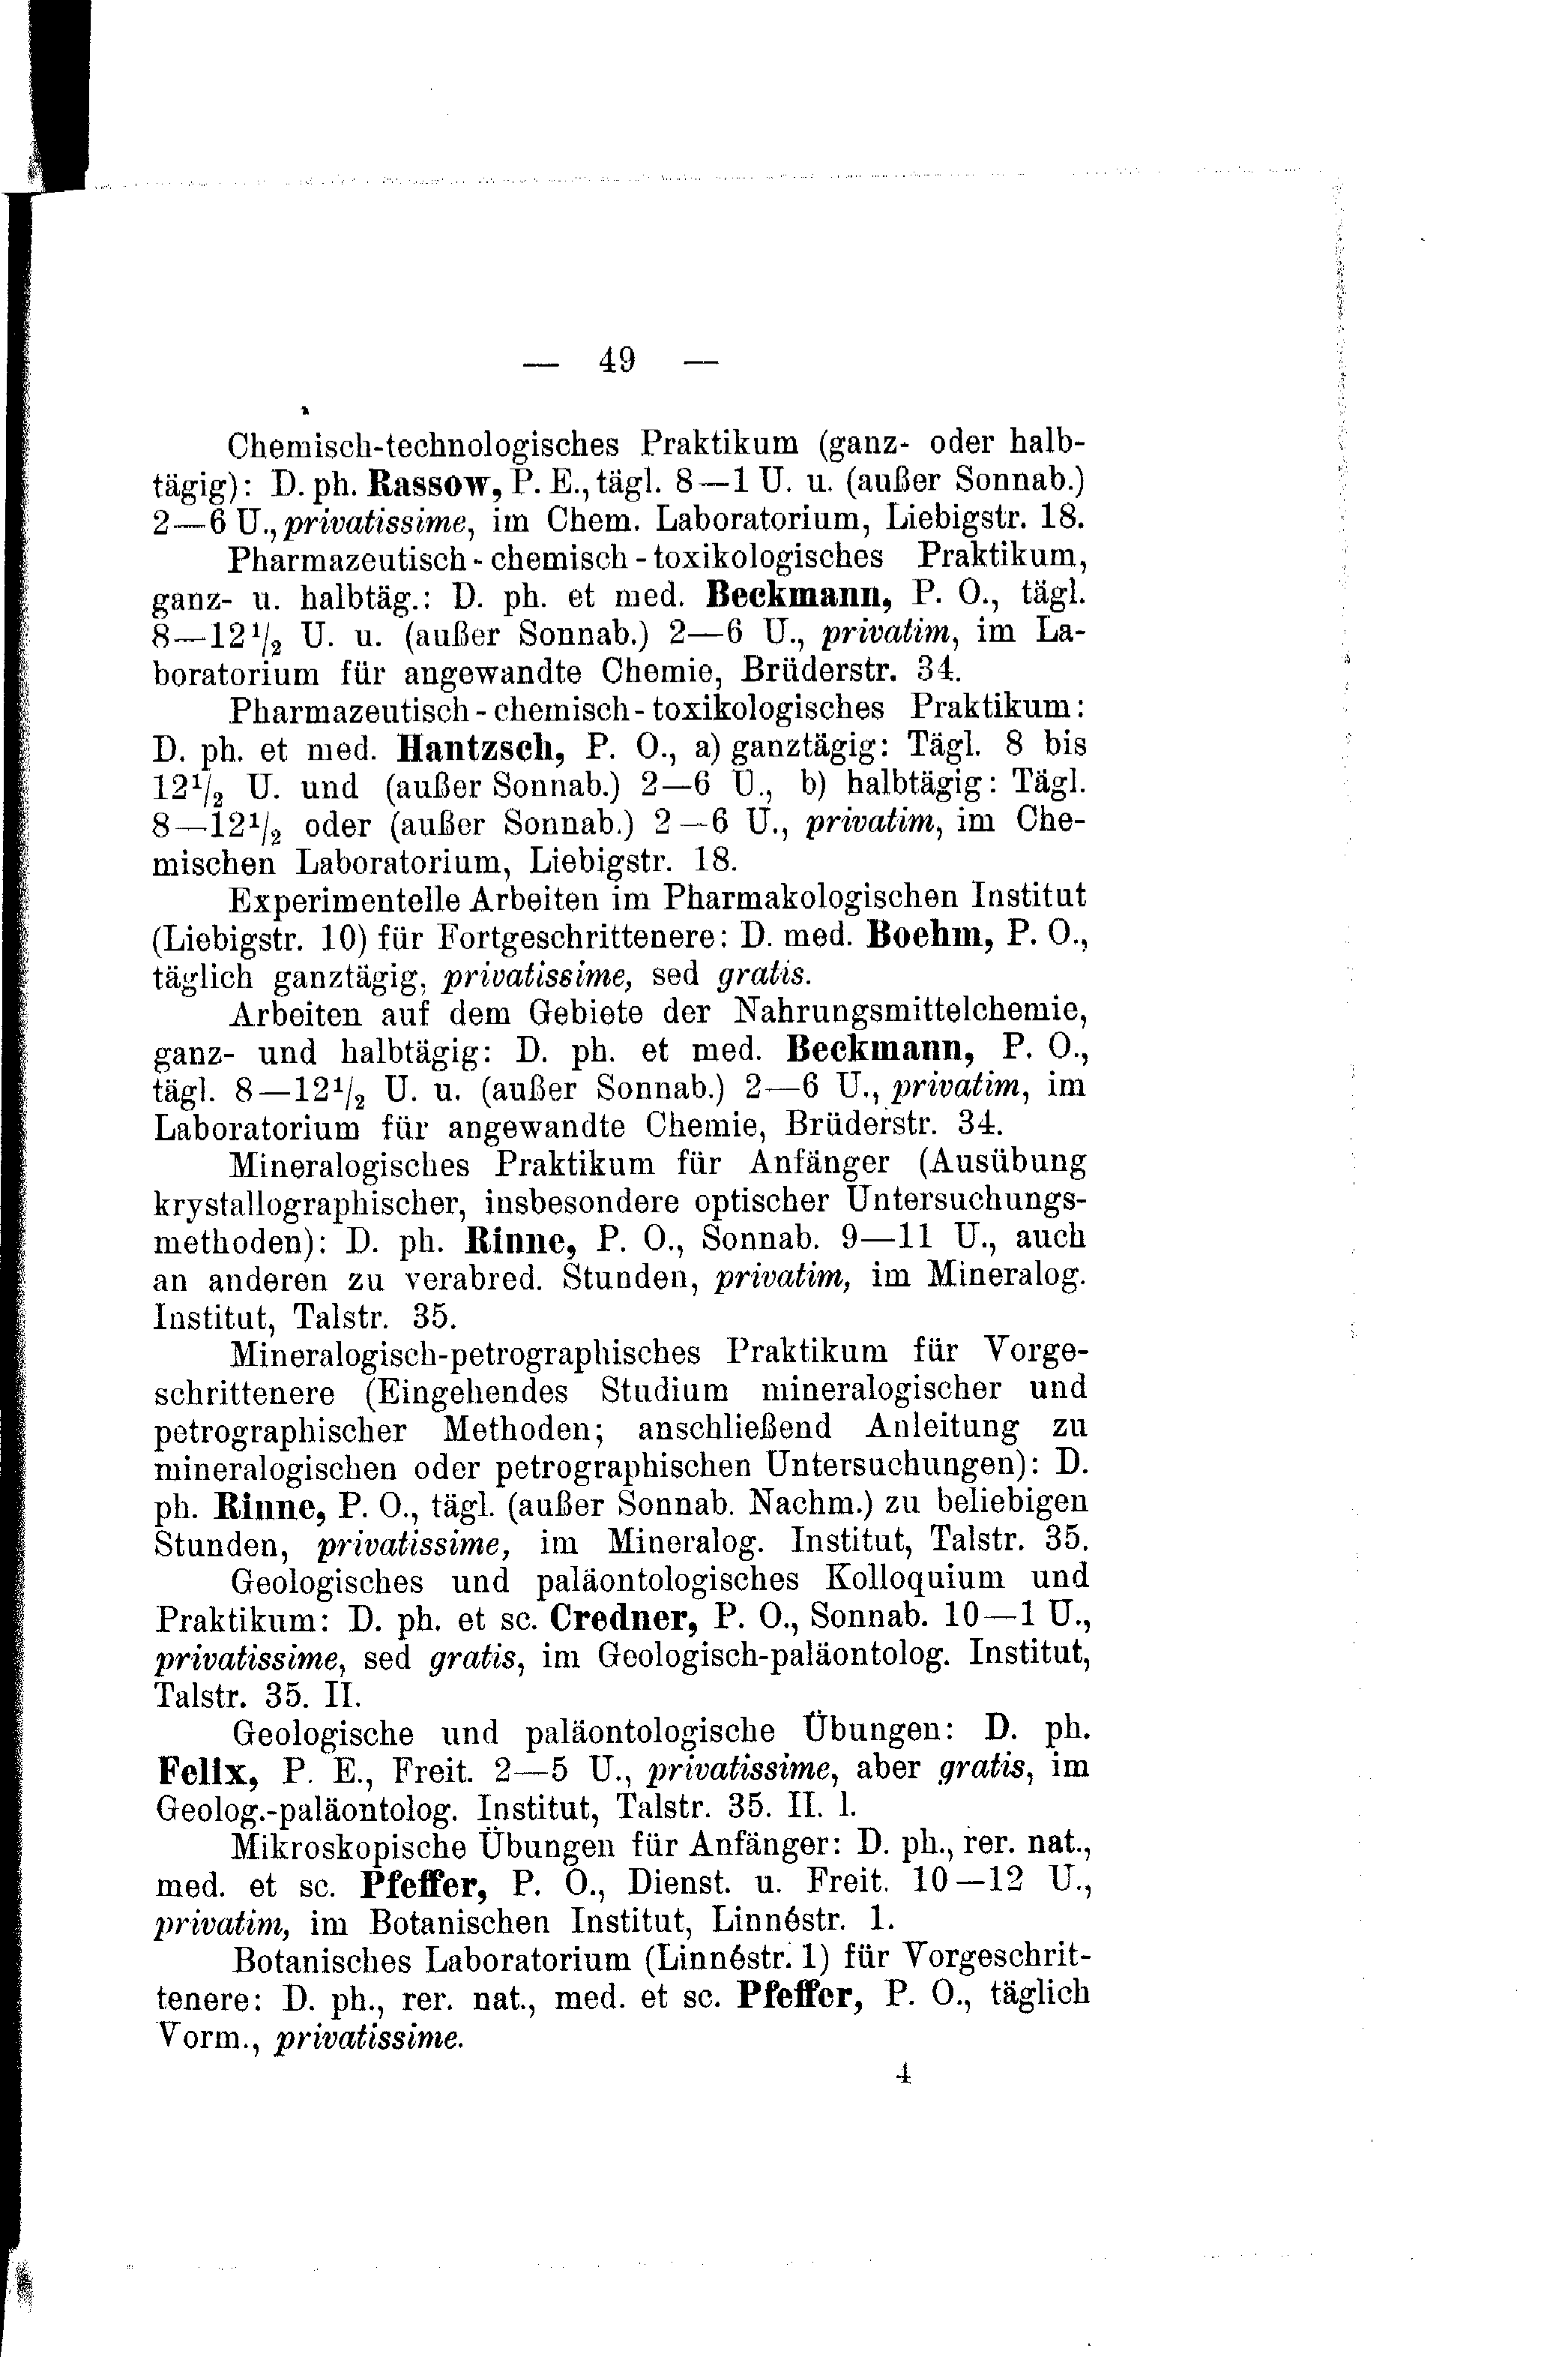 — 49 —
Chemisch-technologisches Praktikum (ganz- oder halb-
tägig): D. ph. Rassow, P. E., tägl. 8—1 U. u. (außer Sonnab.)
2—6 U., privatissime, im Chem. Laboratorium, Liebigstr. 18.
Pharmazeutisch-chemisch-toxikologisches Praktikum,
ganz- u. halbtäg.: D. ph. et med. Beckmann, P. O., tägl.
8—12 1/2 U. u. (außer Sonnab.) 2—6 U., privatim, im La-
boratorium für angewandte Chemie, Brüderstr. 34.
Pharmazeutisch-chemisch-toxikologisches Praktikum:
D. ph. et med. Hantzsch, P. O., a) ganztägig: Tägl. 8 bis
12 1/2 U. und (außer Sonnab.) 2—6 U., b) halbtägig: Tägl.
8—12 1/2 oder (außer Sonnab.) 2—6 U., privatim, im Che-
mischen Laboratorium, Liebigstr. 18.
Experimentelle Arbeiten im Pharmakologischen Institut
(Liebigstr. 10) für Fortgeschrittenere: D. med. Boehm, P. O.,
täglich ganztägig, privatissime, sed gratis.
Arbeiten auf dem Gebiete der Nahrungsmittelchemie,
ganz- und halbtägig: D. ph. et med. Beckmann, P. O.,
tägl. 8—12 1/2 U. u. (außer Sonnab.) 2—6 U., privatim, im
Laboratorium für angewandte Chemie, Brüderstr. 34.
Mineralogisches Praktikum für Anfänger (Ausübung
krystallographischer, insbesondere optischer Untersuchungs-
methoden): D. ph. Rinne, P. O., Sonnab. 9—11 U., auch
an anderen zu verabred. Stunden, privatim, im Mineralog.
Institut, Talstr. 35.
Mineralogisch-petrographisches Praktikum für Vorge-
schrittenere (Eingehendes Studium mineralogischer und
petrographischer Methoden; anschließend Anleitung zu
mineralogischen oder petrographischen Untersuchungen): D.
ph. Rinne, P. O., tägl. (außer Sonnab. Nachm.) zu beliebigen
Stunden, privatissime, im Mineralog. Institut, Talstr. 35.
Geologisches und paläontologisches Kolloquium und
Praktikum: D. ph. et sc. Credner, P. O., Sonnab. 10—1 U.,
privatissime, sed gratis, im Geologisch-paläontolog. Institut,
Talstr. 35. II.
Geologische und paläontologische Übungen: D. ph.
Felix, P. E., Freit. 2—5 U., privatissime, aber gratis, im
Geolog.-paläontolog. Institut, Talstr. 35. II. l.
Mikroskopische Übungen für Anfänger: D. ph., rer. nat.,
med. et sc. Pfeffer, P. O., Dienst. u. Freit. 10—12 U.,
privatim, im Botanischen Institut, Linnéstr. 1.
Botanisches Laboratorium (Linnéstr. 1) für Vorgeschrit-
tenere: D. ph., rer. nat., med. et sc. Pfeffer, P. O., täglich
Vorm., privatissime.
4